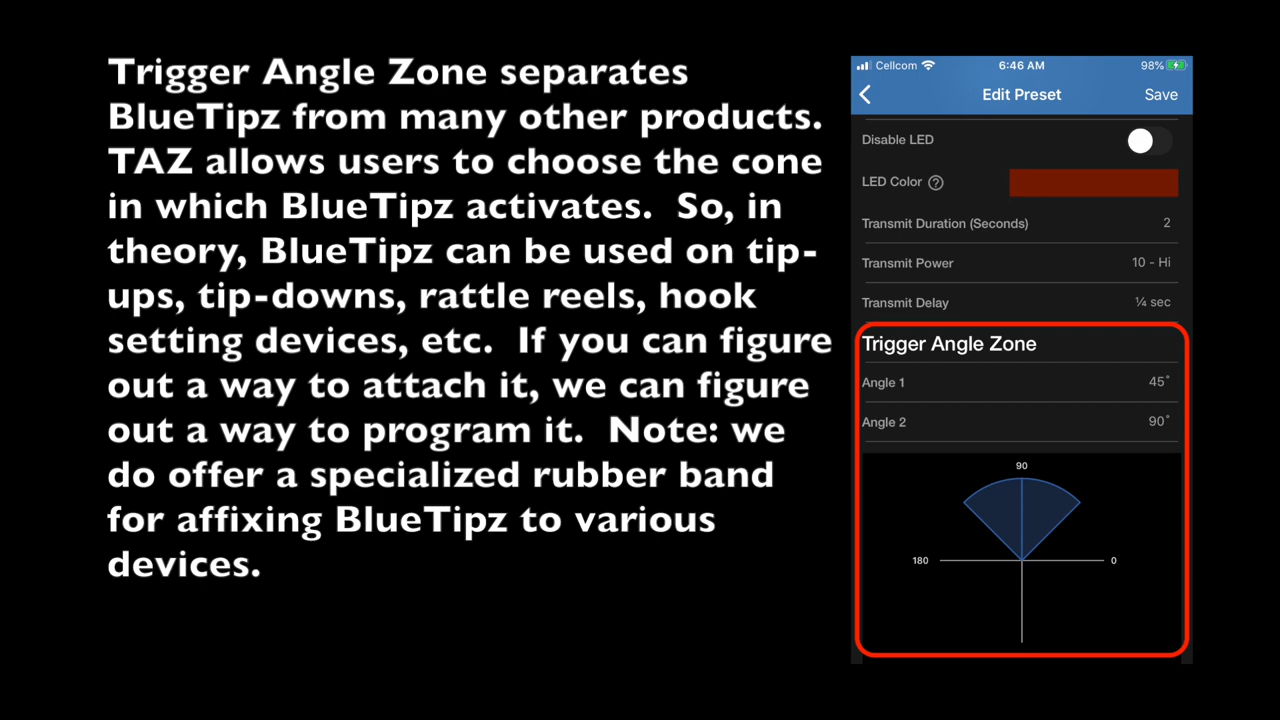 Trigger Angle Zone separates
BlueTipz from many other products.
TAZ allows users to choose the cone
in which BlueTipz activates.  So, in
theory, BlueTipz can be used on tip-
ups, tip-downs, rattle reels, hook
setting devices, etc.  If you can figure
out a way to attach it, we can figure
out a way to program it.  Note: we
do offer a specialized rubber band
for affixing BlueTipz to various
devices.
Cellcom 6:46 AM 98%
Edit Preset Save
Disable LED
LED Color ?
Transmit Duration (Seconds) 2
Transmit Power 10 - Hi
Transmit Delay ¼ sec
Trigger Angle Zone
Angle 1 45°
Angle 2 90°
90
180 0